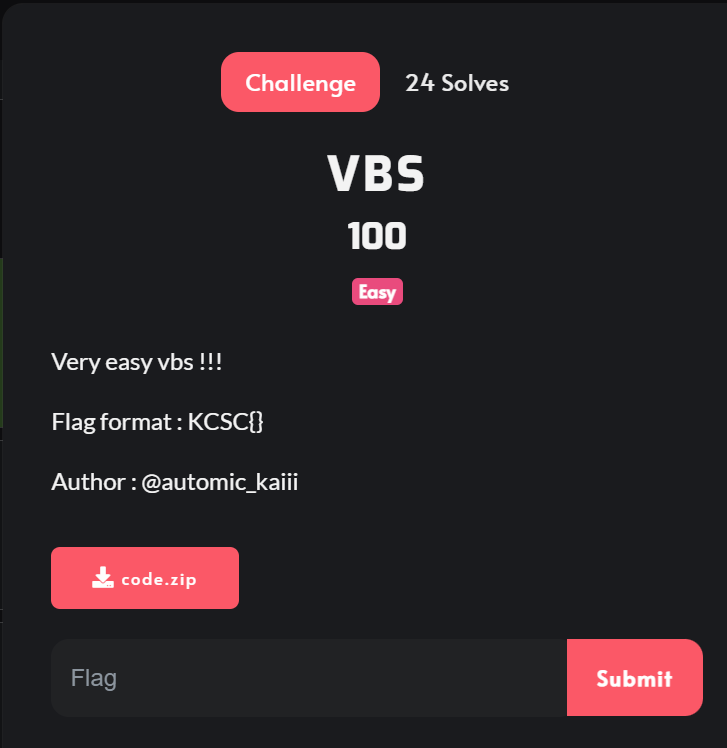 Challenge 24 Solves
VBS
100
Easy
Very easy vbs !!!
Flag format : KCSC{}
Author : @automic_kaiii
code.zip
Flag Submit